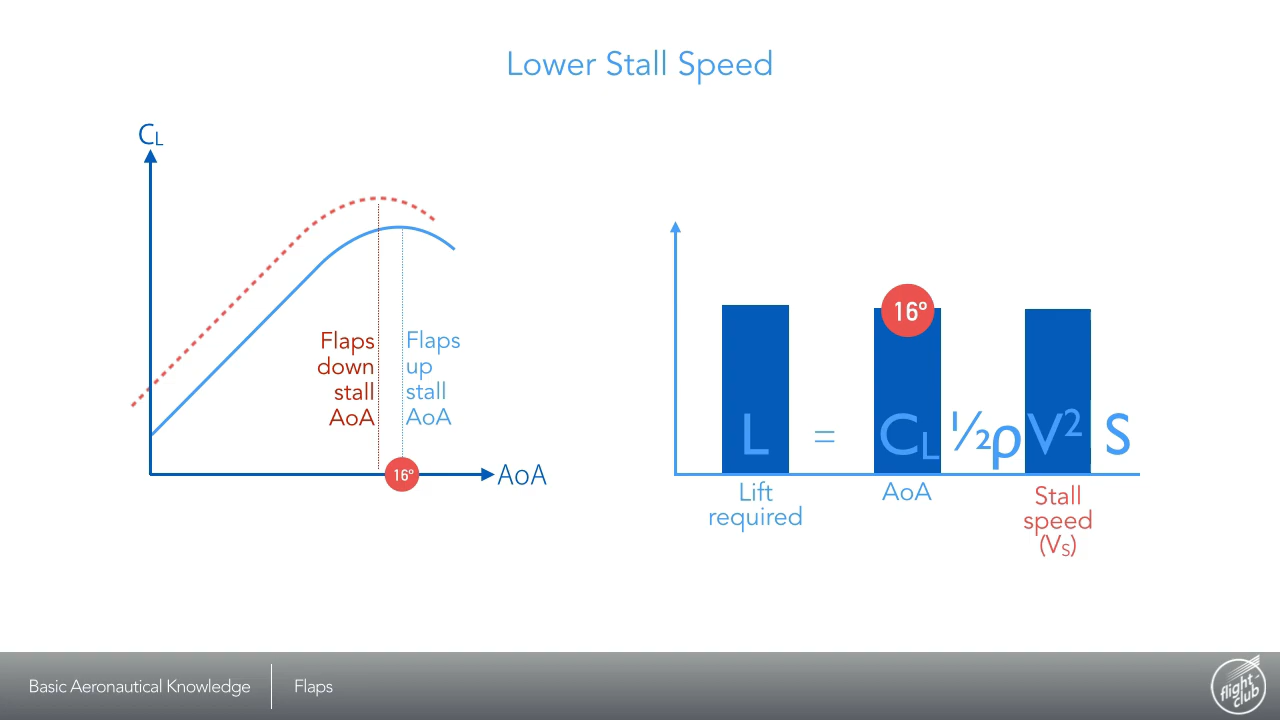 Lower Stall Speed
CL
Flaps
down
stall
AoA
Flaps
up
stall
AoA
16°
AoA
16°
L = CL ½ρV² S
Lift
required
AoA
Stall
speed
(VS)
Basic Aeronautical Knowledge
Flaps
flight-
club